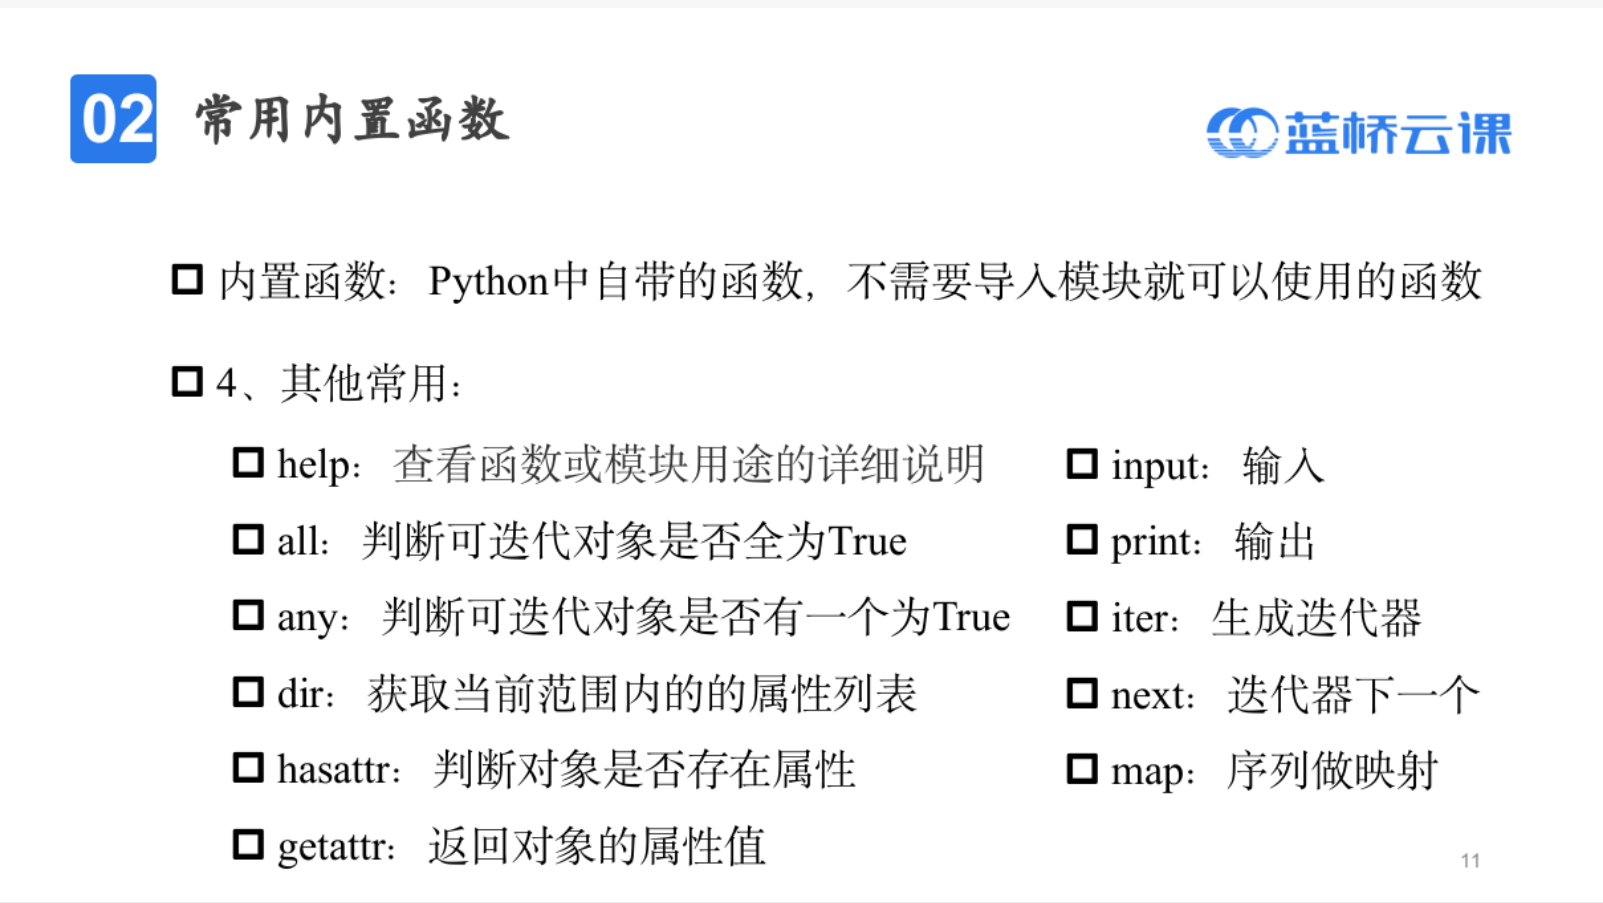 02 常用内置函数
蓝桥云课
内置函数：Python中自带的函数，不需要导入模块就可以使用的函数
4、其他常用：
help：查看函数或模块用途的详细说明
all：判断可迭代对象是否全为True
any：判断可迭代对象是否有一个为True
dir：获取当前范围内的的属性列表
hasattr：判断对象是否存在属性
getattr：返回对象的属性值
input：输入
print：输出
iter：生成迭代器
next：迭代器下一个
map：序列做映射
11